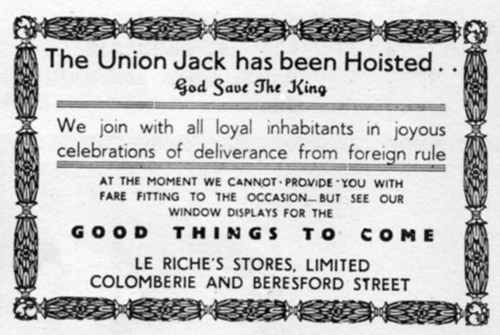 The Union Jack has been Hoisted . .
God Save The King
We join with all loyal inhabitants in joyous
celebrations of deliverance from foreign rule
AT THE MOMENT WE CANNOT · PROVIDE · YOU WITH
FARE FITTING TO THE OCCASION—BUT SEE OUR
WINDOW DISPLAYS FOR THE
GOOD THINGS TO COME
LE RICHE'S STORES, LIMITED
COLOMBERIE AND BERESFORD STREET